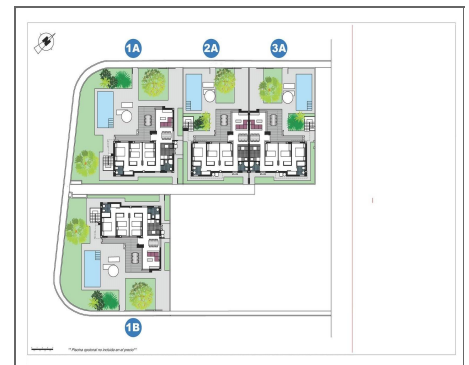 1A
2A
3A
1B
** Piscina opcional no incluida en el precio**